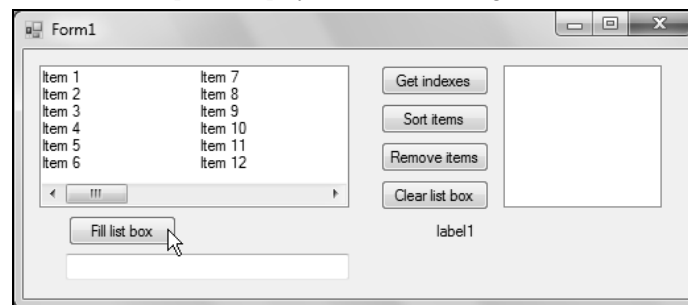 Form1
Item 1 Item 7
Item 2 Item 8
Item 3 Item 9
Item 4 Item 10
Item 5 Item 11
Item 6 Item 12
Get indexes
Sort items
Remove items
Clear list box
Fill list box
label1